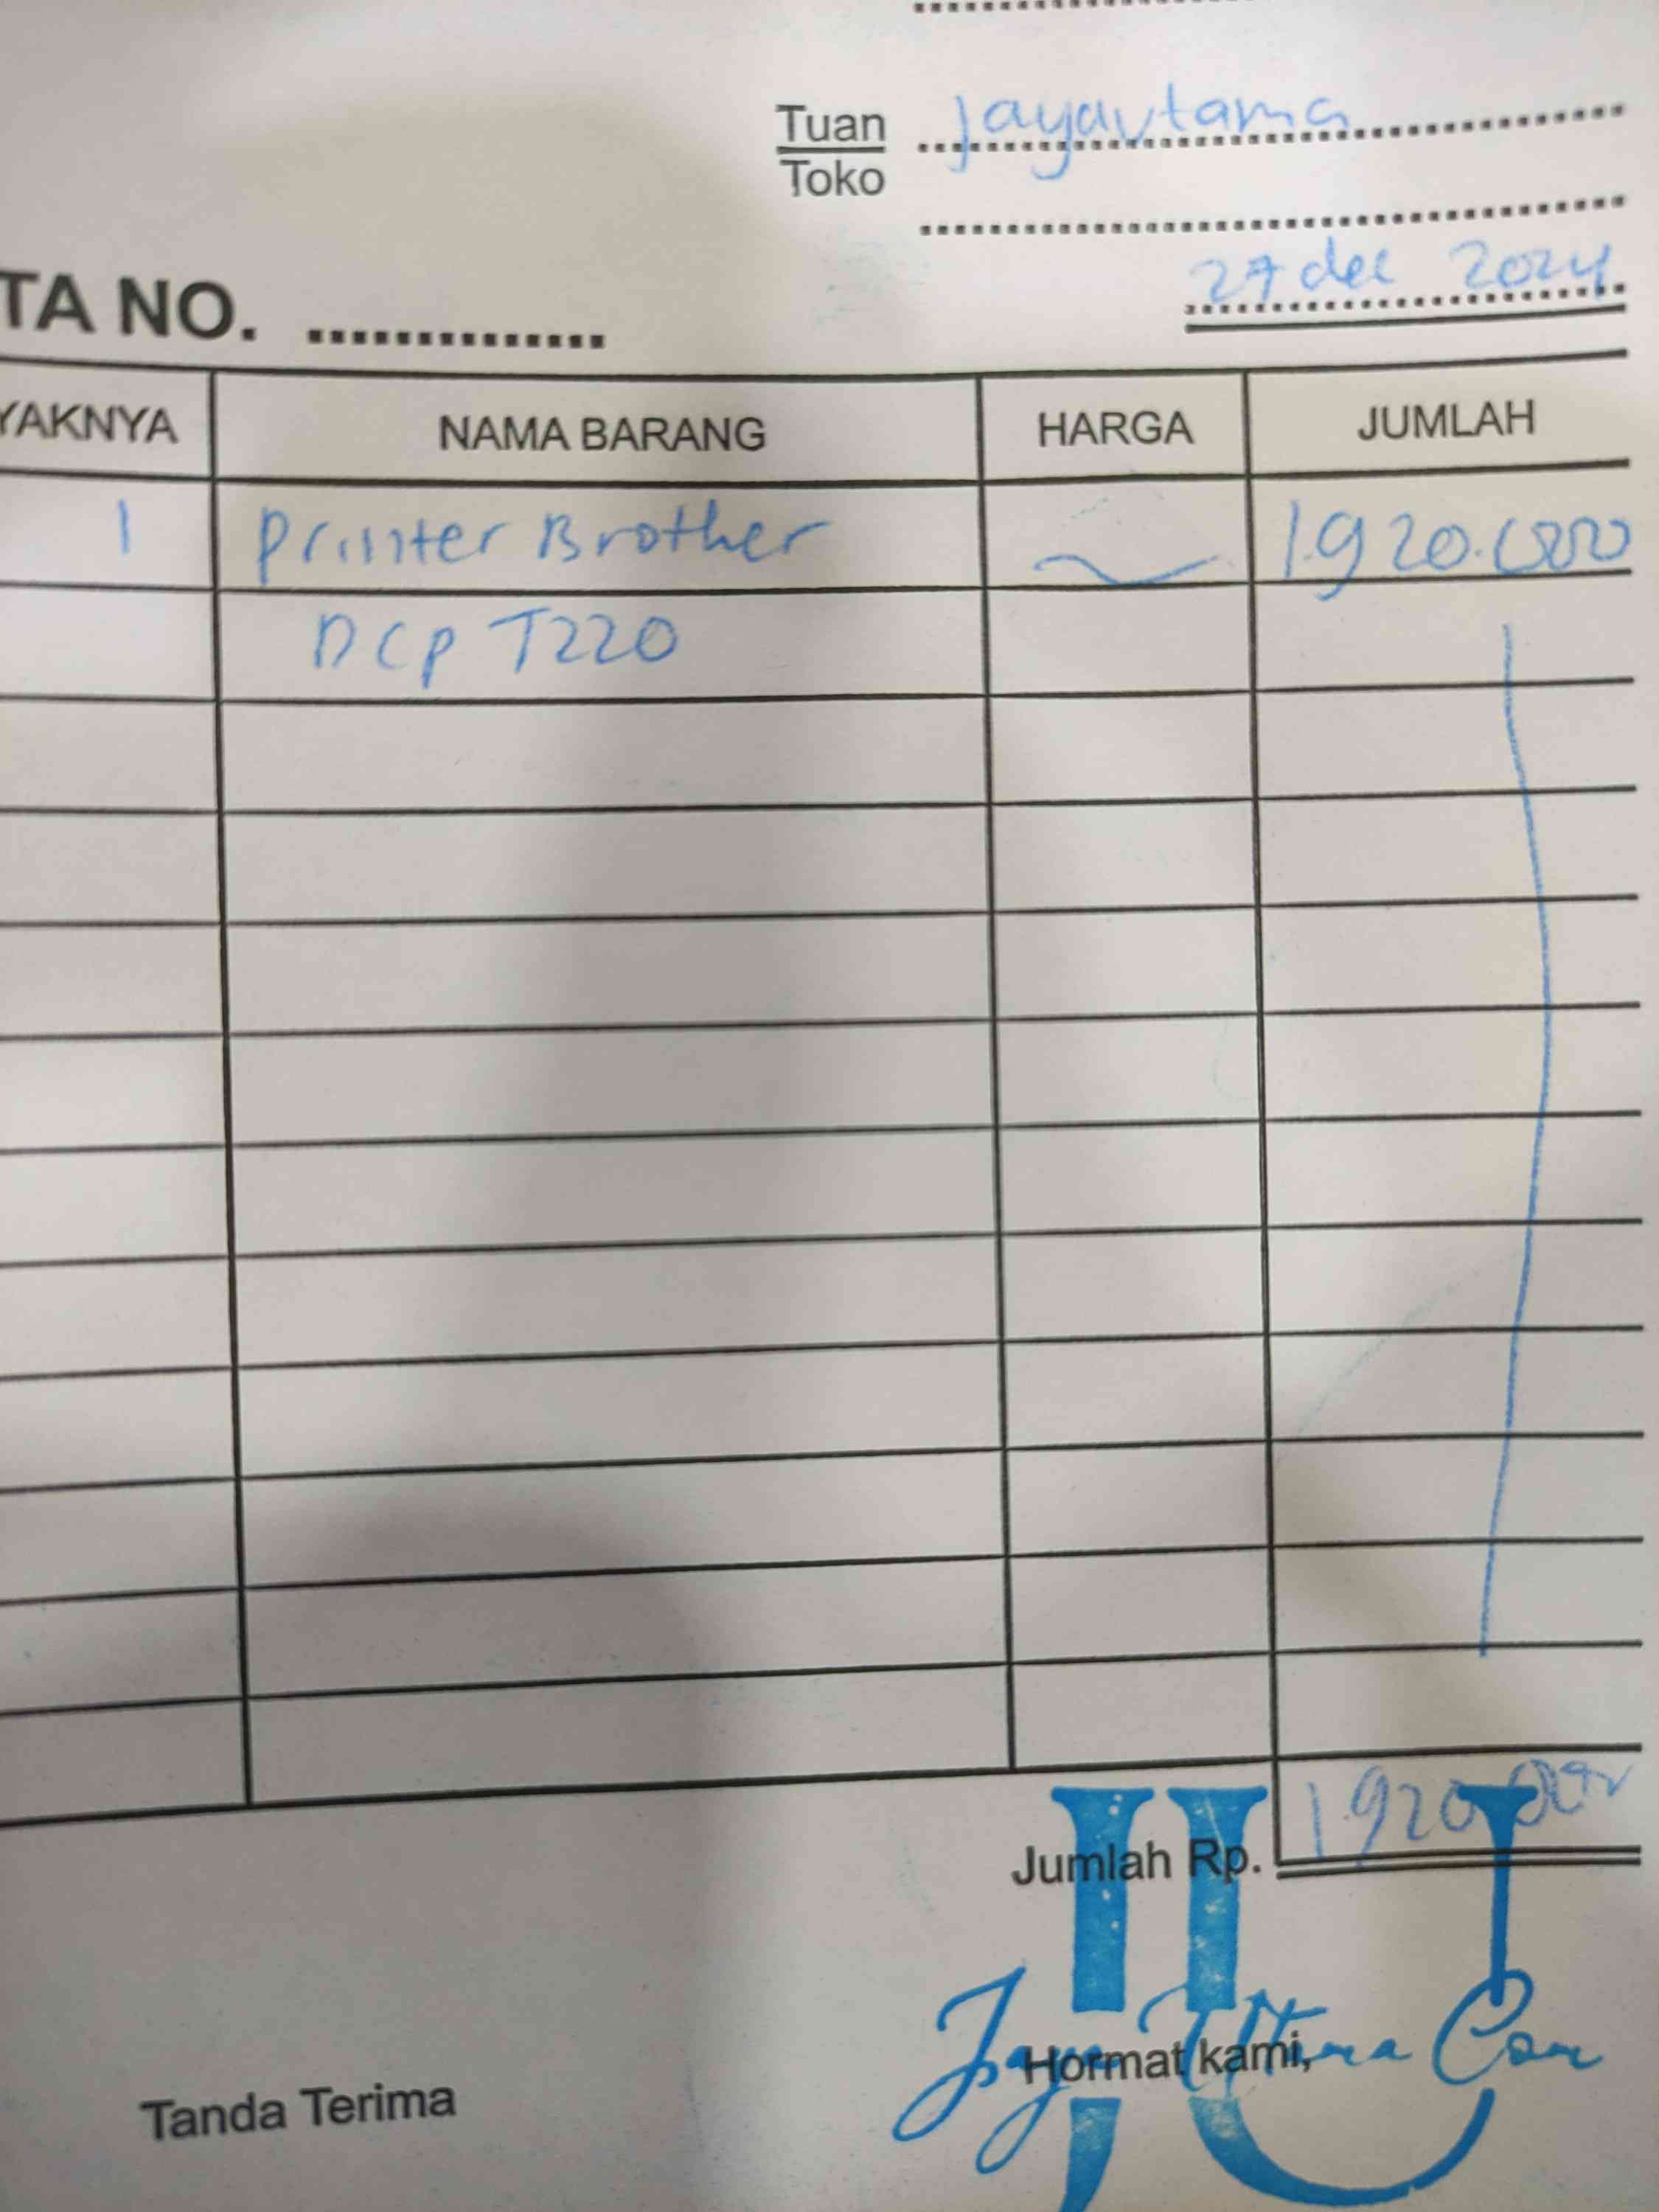 Tuan Jayautama
Toko
27 dec 2024
TA NO. ..............
YAKNYA NAMA BARANG HARGA JUMLAH
1 Printer Brother 1.920.000
DCP T220
Jumlah Rp. 1.920.000
JU
Jaya Utama Com
Tanda Terima Hormat kami,